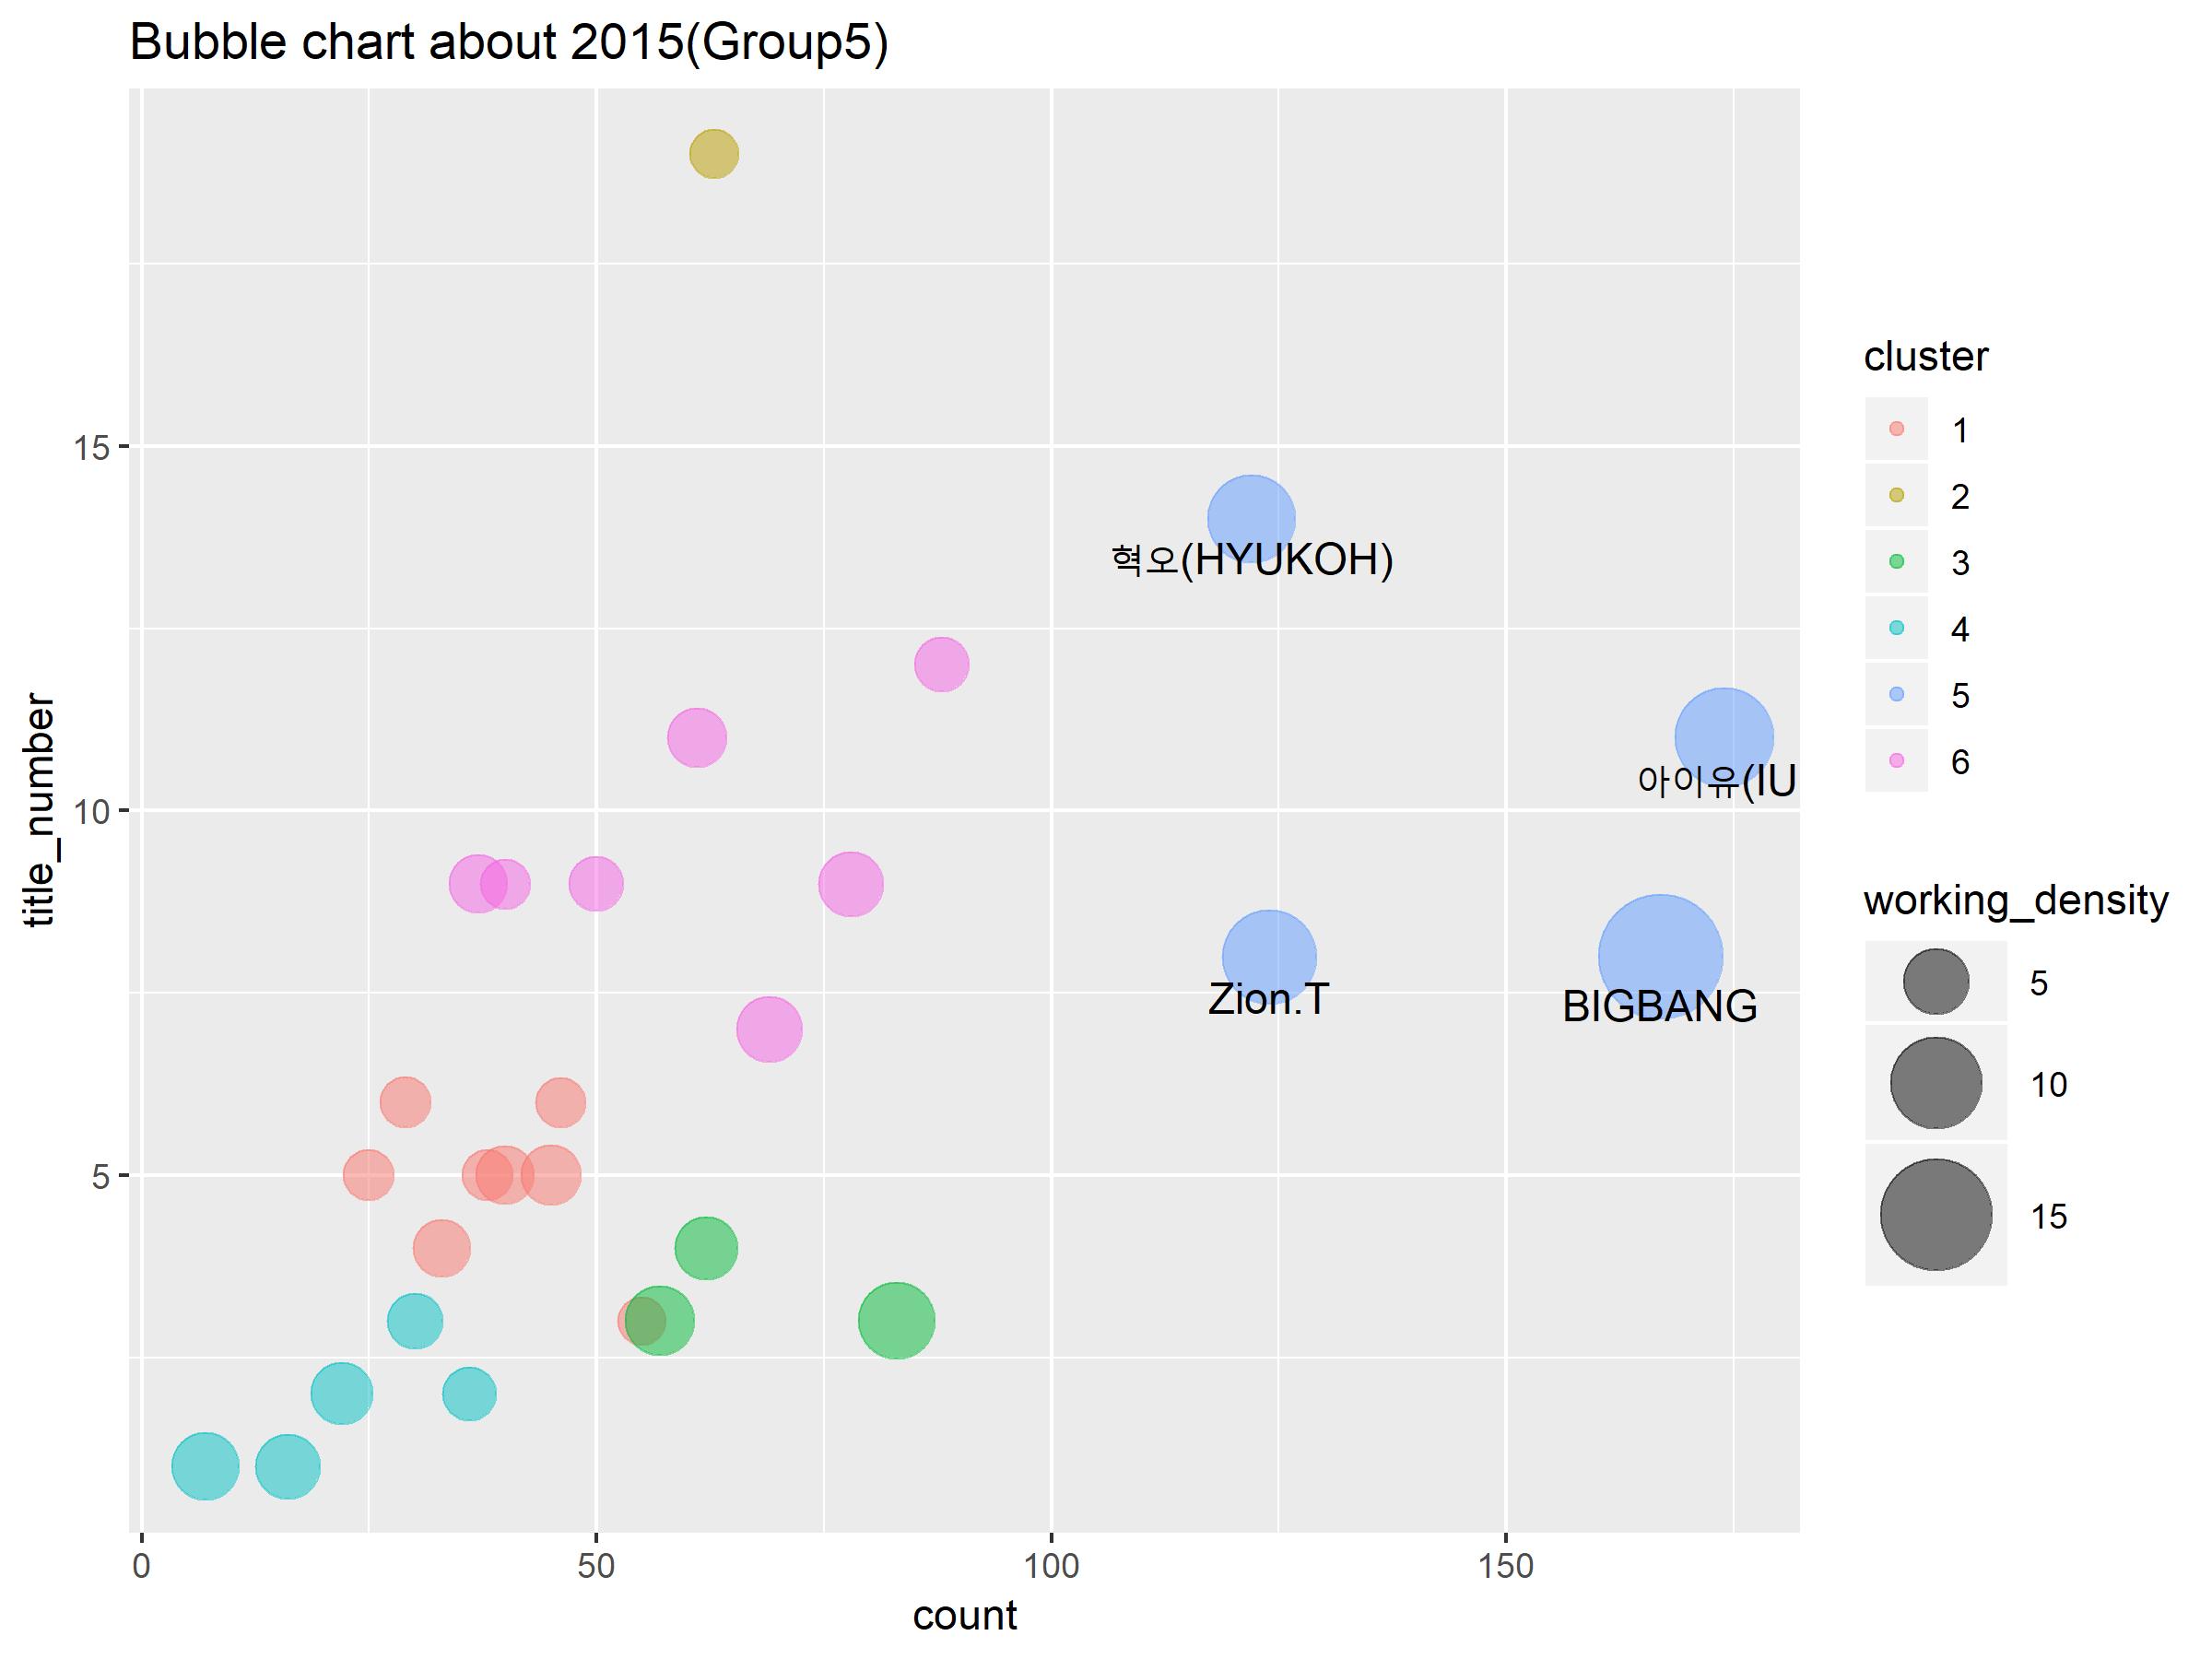 Bubble chart about 2015(Group5)
title_number
15
10
5
혁오(HYUKOH)
아이유(IU
Zion.T
BIGBANG
0
50
100
150
count
cluster
1
2
3
4
5
6
working_density
5
10
15